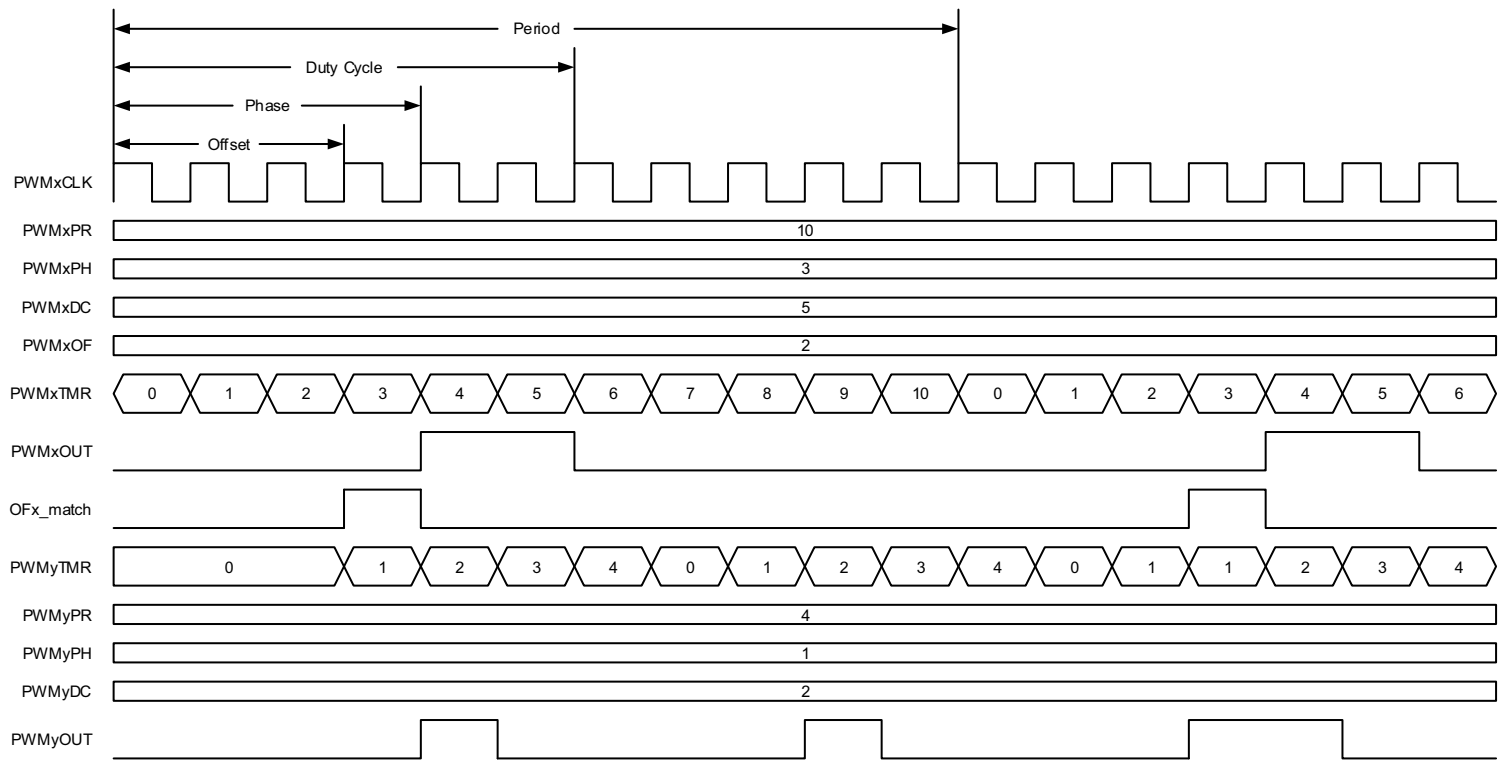 Period
Duty Cycle
Phase
Offset
PWMxCLK
PWMxPR 10
PWMxPH 3
PWMxDC 5
PWMxOF 2
PWMxTMR 0 1 2 3 4 5 6 7 8 9 10 0 1 2 3 4 5 6
PWMxOUT
OFx_match
PWMyTMR 0 1 2 3 4 0 1 2 3 4 0 1 1 2 3 4
PWMyPR 4
PWMyPH 1
PWMyDC 2
PWMyOUT